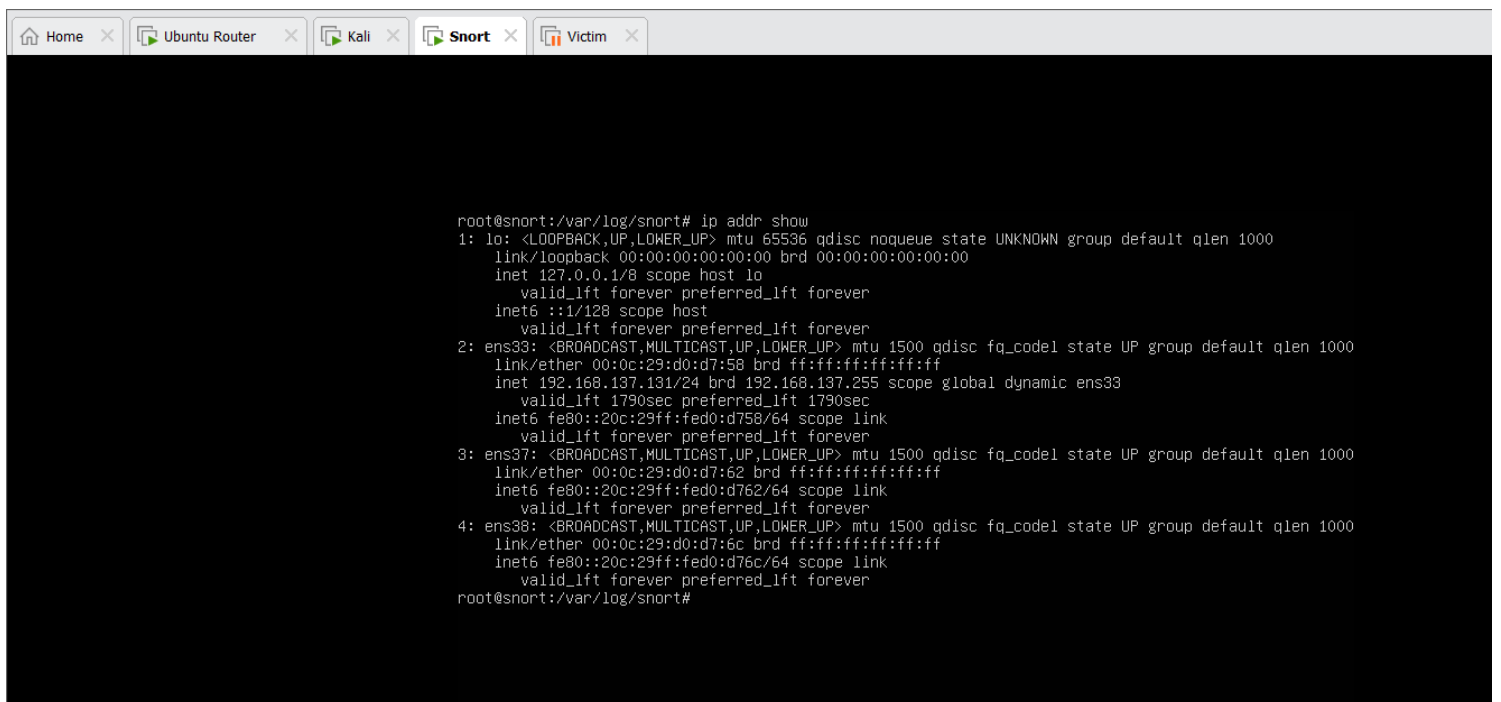 Home Ubuntu Router Kali Snort Victim
root@snort:/var/log/snort# ip addr show
1: lo: <LOOPBACK,UP,LOWER_UP> mtu 65536 qdisc noqueue state UNKNOWN group default qlen 1000
    link/loopback 00:00:00:00:00:00 brd 00:00:00:00:00:00
    inet 127.0.0.1/8 scope host lo
       valid_lft forever preferred_lft forever
    inet6 ::1/128 scope host
       valid_lft forever preferred_lft forever
2: ens33: <BROADCAST,MULTICAST,UP,LOWER_UP> mtu 1500 qdisc fq_codel state UP group default qlen 1000
    link/ether 00:0c:29:d0:d7:58 brd ff:ff:ff:ff:ff:ff
    inet 192.168.137.131/24 brd 192.168.137.255 scope global dynamic ens33
       valid_lft 1790sec preferred_lft 1790sec
    inet6 fe80::20c:29ff:fed0:d758/64 scope link
       valid_lft forever preferred_lft forever
3: ens37: <BROADCAST,MULTICAST,UP,LOWER_UP> mtu 1500 qdisc fq_codel state UP group default qlen 1000
    link/ether 00:0c:29:d0:d7:62 brd ff:ff:ff:ff:ff:ff
    inet6 fe80::20c:29ff:fed0:d762/64 scope link
       valid_lft forever preferred_lft forever
4: ens38: <BROADCAST,MULTICAST,UP,LOWER_UP> mtu 1500 qdisc fq_codel state UP group default qlen 1000
    link/ether 00:0c:29:d0:d7:6c brd ff:ff:ff:ff:ff:ff
    inet6 fe80::20c:29ff:fed0:d76c/64 scope link
       valid_lft forever preferred_lft forever
root@snort:/var/log/snort#